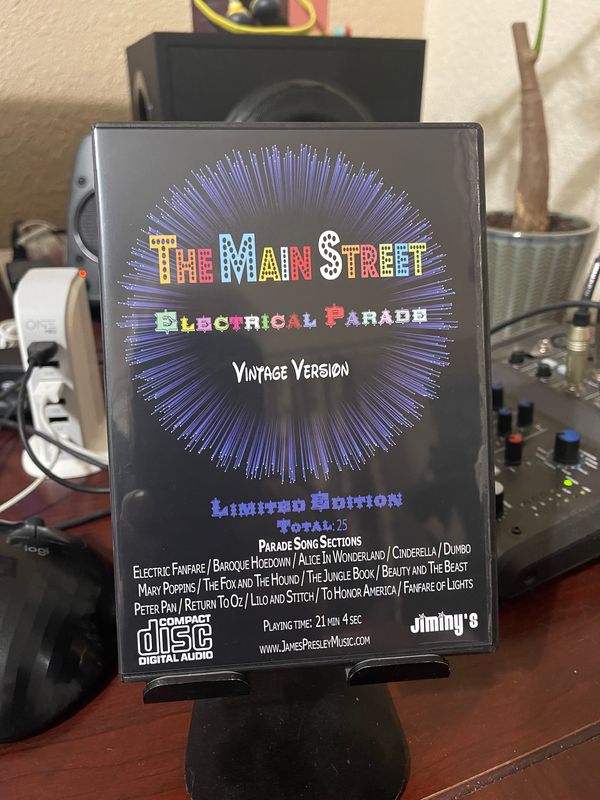 THE MAIN STREET
ELECTRICAL PARADE
VINTAGE VERSION
LIMITED EDITION
TOTAL: 25
PARADE SONG SECTIONS
ELECTRIC FANFARE / BAROQUE HOEDOWN / ALICE IN WONDERLAND / CINDERELLA / DUMBO
MARY POPPINS / THE FOX AND THE HOUND / THE JUNGLE BOOK / BEAUTY AND THE BEAST
PETER PAN / RETURN TO OZ / LILO AND STITCH / TO HONOR AMERICA / FANFARE OF LIGHTS
PLAYING TIME: 21 MIN 4 SEC
WWW.JAMESPRESLEYMUSIC.COM
COMPACT
disc
DIGITAL AUDIO
Jiminy's
logi